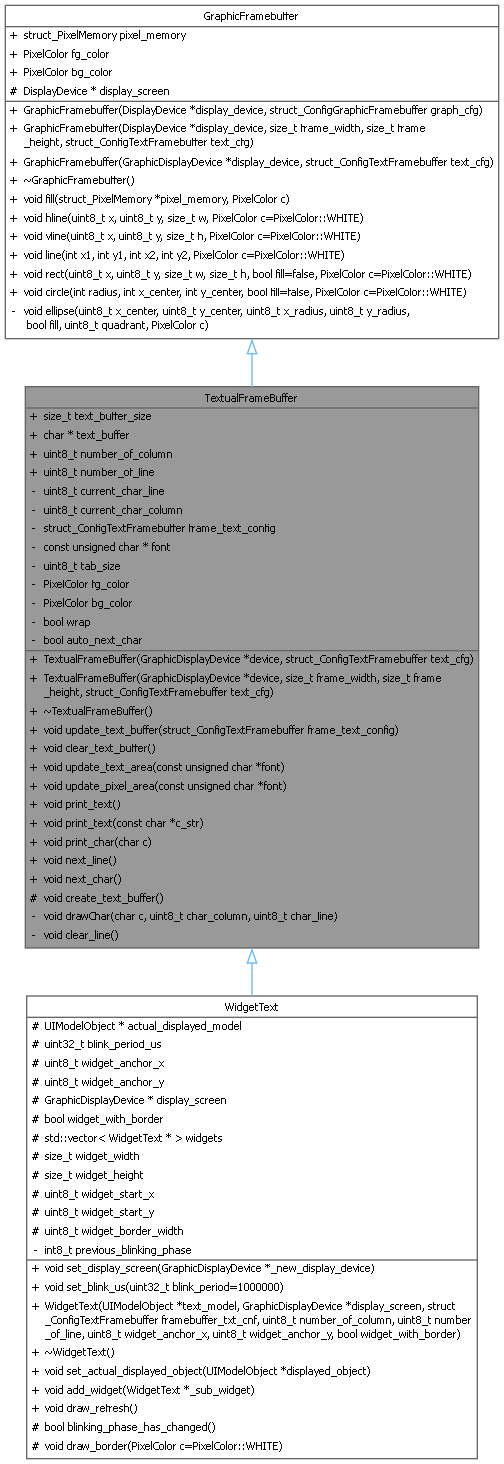 GraphicFramebuffer
+ struct_PixelMemory pixel_memory
+ PixelColor fg_color
+ PixelColor bg_color
# DisplayDevice * display_screen
+ GraphicFramebuffer(DisplayDevice *display_device, struct_ConfigGraphicFramebuffer graph_cfg)
+ GraphicFramebuffer(DisplayDevice *display_device, size_t frame_width, size_t frame
_height, struct_ConfigTextFramebuffer text_cfg)
+ GraphicFramebuffer(GraphicDisplayDevice *display_device, struct_ConfigTextFramebuffer text_cfg)
+ ~GraphicFramebuffer()
+ void fill(struct_PixelMemory *pixel_memory, PixelColor c)
+ void hline(uint8_t x, uint8_t y, size_t w, PixelColor c=PixelColor::WHITE)
+ void vline(uint8_t x, uint8_t y, size_t h, PixelColor c=PixelColor::WHITE)
+ void line(int x1, int y1, int x2, int y2, PixelColor c=PixelColor::WHITE)
+ void rect(uint8_t x, uint8_t y, size_t w, size_t h, bool fill=false, PixelColor c=PixelColor::WHITE)
+ void circle(int radius, int x_center, int y_center, bool fill=false, PixelColor c=PixelColor::WHITE)
- void ellipse(uint8_t x_center, uint8_t y_center, uint8_t x_radius, uint8_t y_radius,
bool fill, uint8_t quadrant, PixelColor c)
TextualFrameBuffer
+ size_t text_buffer_size
+ char * text_buffer
+ uint8_t number_of_column
+ uint8_t number_of_line
- uint8_t current_char_line
- uint8_t current_char_column
- struct_ConfigTextFramebuffer frame_text_config
- const unsigned char * font
- uint8_t tab_size
- PixelColor fg_color
- PixelColor bg_color
- bool wrap
- bool auto_next_char
+ TextualFrameBuffer(GraphicDisplayDevice *device, struct_ConfigTextFramebuffer text_cfg)
+ TextualFrameBuffer(GraphicDisplayDevice *device, size_t frame_width, size_t frame
_height, struct_ConfigTextFramebuffer text_cfg)
+ ~TextualFrameBuffer()
+ void update_text_buffer(struct_ConfigTextFramebuffer frame_text_config)
+ void clear_text_buffer()
+ void update_text_area(const unsigned char *font)
+ void update_pixel_area(const unsigned char *font)
+ void print_text()
+ void print_text(const char *c_str)
+ void print_char(char c)
+ void next_line()
+ void next_char()
# void create_text_buffer()
- void drawChar(char c, uint8_t char_column, uint8_t char_line)
- void clear_line()
WidgetText
# UIModelObject * actual_displayed_model
# uint32_t blink_period_us
# uint8_t widget_anchor_x
# uint8_t widget_anchor_y
# GraphicDisplayDevice * display_screen
# bool widget_with_border
# std::vector< WidgetText * > widgets
# size_t widget_width
# size_t widget_height
# uint8_t widget_start_x
# uint8_t widget_start_y
# uint8_t widget_border_width
- int8_t previous_blinking_phase
+ void set_display_screen(GraphicDisplayDevice *_new_display_device)
+ void set_blink_us(uint32_t blink_period=1000000)
+ WidgetText(UIModelObject *text_model, GraphicDisplayDevice *display_screen, struct
_ConfigTextFramebuffer framebuffer_txt_cnf, uint8_t number_of_column, uint8_t number
_of_line, uint8_t widget_anchor_x, uint8_t widget_anchor_y, bool widget_with_border)
+ ~WidgetText()
+ void set_actual_displayed_object(UIModelObject *displayed_object)
+ void add_widget(WidgetText *_sub_widget)
+ void draw_refresh()
# bool blinking_phase_has_changed()
# void draw_border(PixelColor c=PixelColor::WHITE)